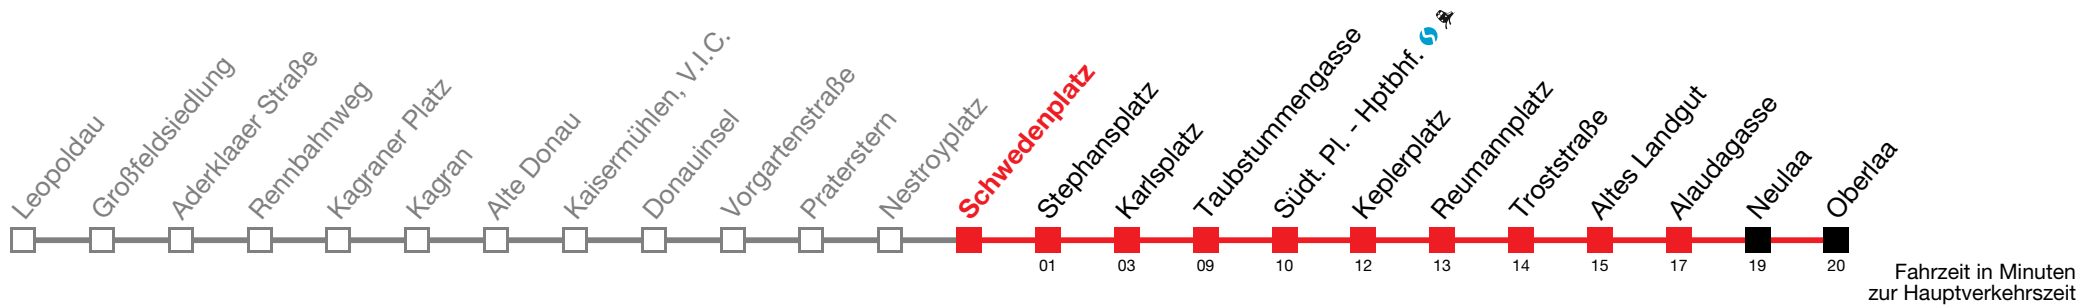 Leopoldau
Großfeldsiedlung
Aderklaaer Straße
Rennbahnweg
Kagraner Platz
Kagran
Alte Donau
Kaisermühlen, V.I.C.
Donauinsel
Vorgartenstraße
Praterstern
Nestroyplatz
Schwedenplatz
Stephansplatz
Karlsplatz
Taubstummengasse
Südt. Pl. - Hptbhf.
Keplerplatz
Reumannplatz
Troststraße
Altes Landgut
Alaudagasse
Neulaa
Oberlaa
01 03 09 10 12 13 14 15 17 19 20
Fahrzeit in Minuten
zur Hauptverkehrszeit